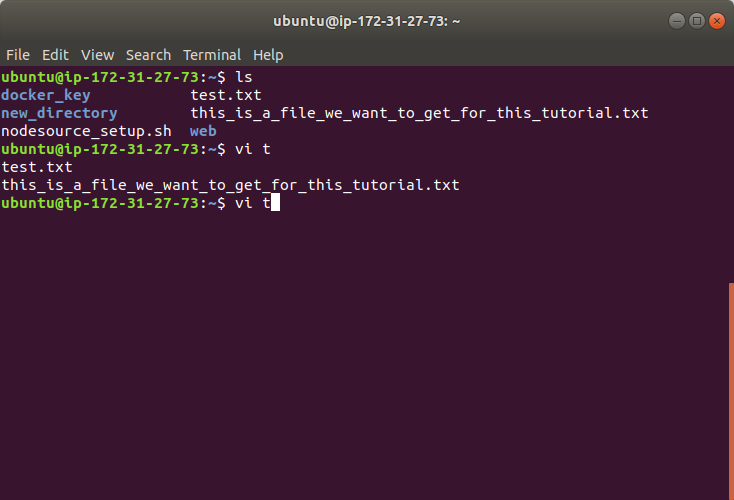 ubuntu@ip-172-31-27-73: ~
File Edit View Search Terminal Help
ubuntu@ip-172-31-27-73:~$ ls
docker_key test.txt
new_directory this_is_a_file_we_want_to_get_for_this_tutorial.txt
nodesource_setup.sh web
ubuntu@ip-172-31-27-73:~$ vi t
test.txt
this_is_a_file_we_want_to_get_for_this_tutorial.txt
ubuntu@ip-172-31-27-73:~$ vi t